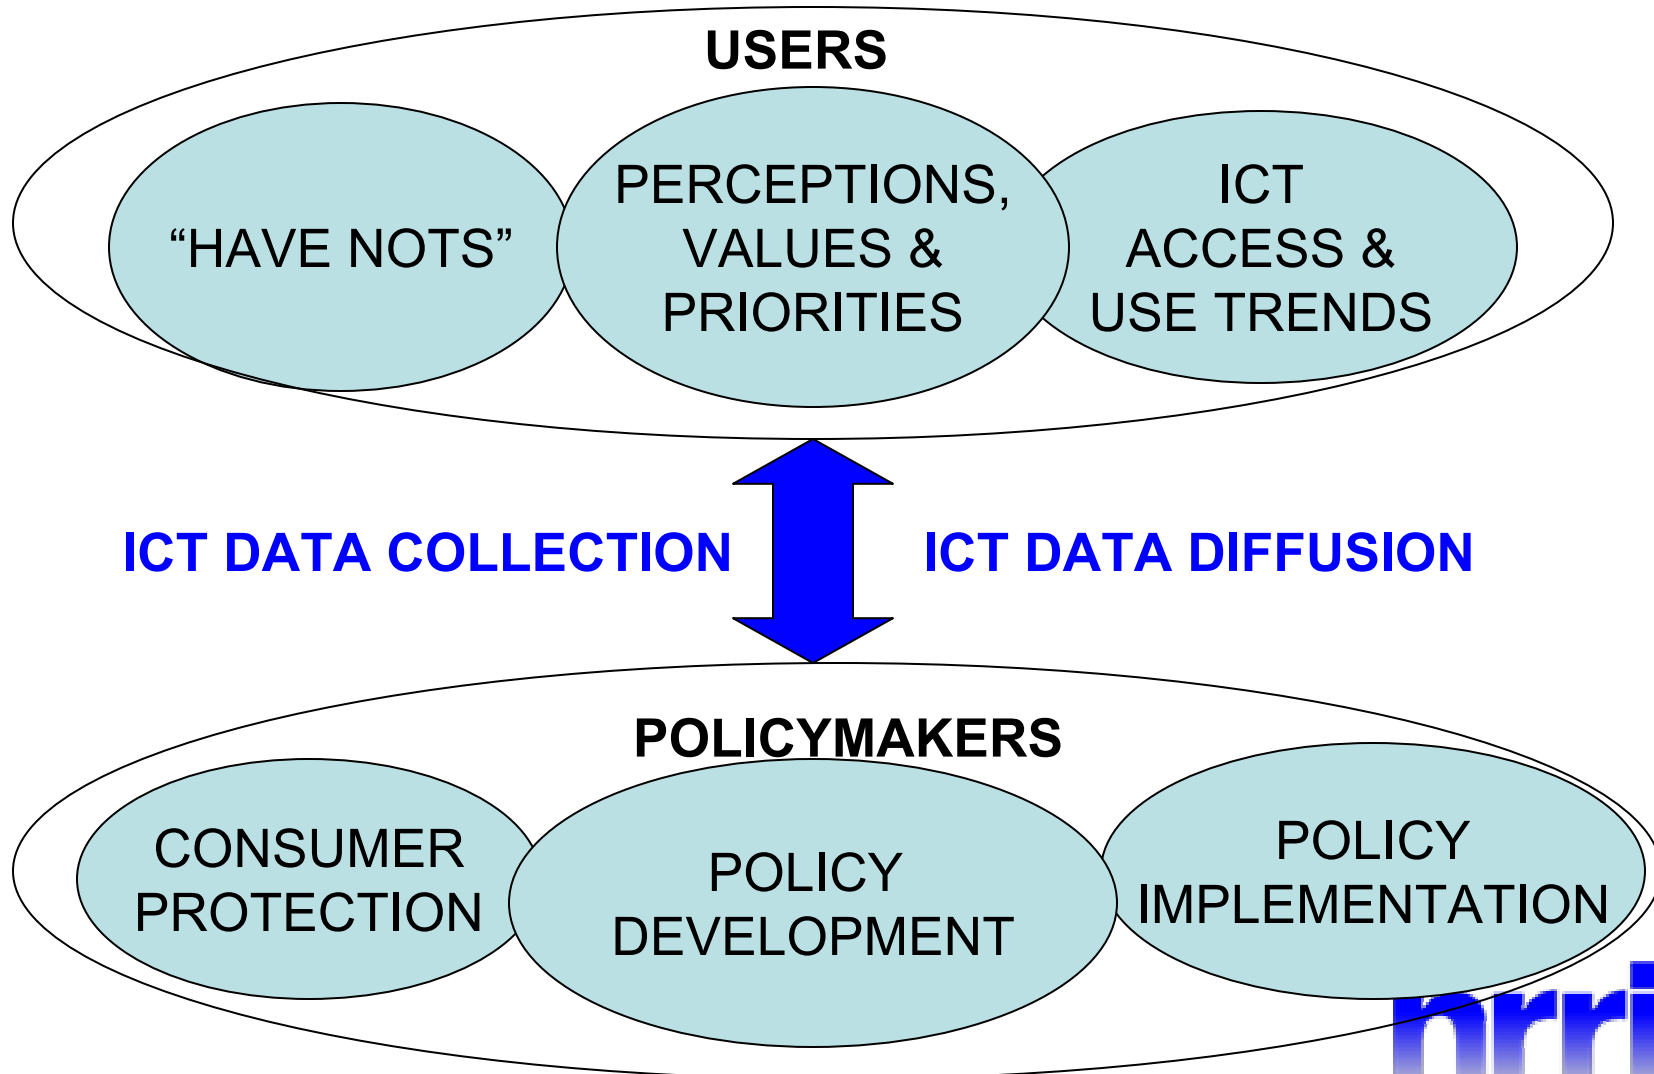 USERS
“HAVE NOTS”
PERCEPTIONS,
VALUES &
PRIORITIES
ICT
ACCESS &
USE TRENDS
ICT DATA COLLECTION
ICT DATA DIFFUSION
POLICYMAKERS
CONSUMER
PROTECTION
POLICY
DEVELOPMENT
POLICY
IMPLEMENTATION
nrri